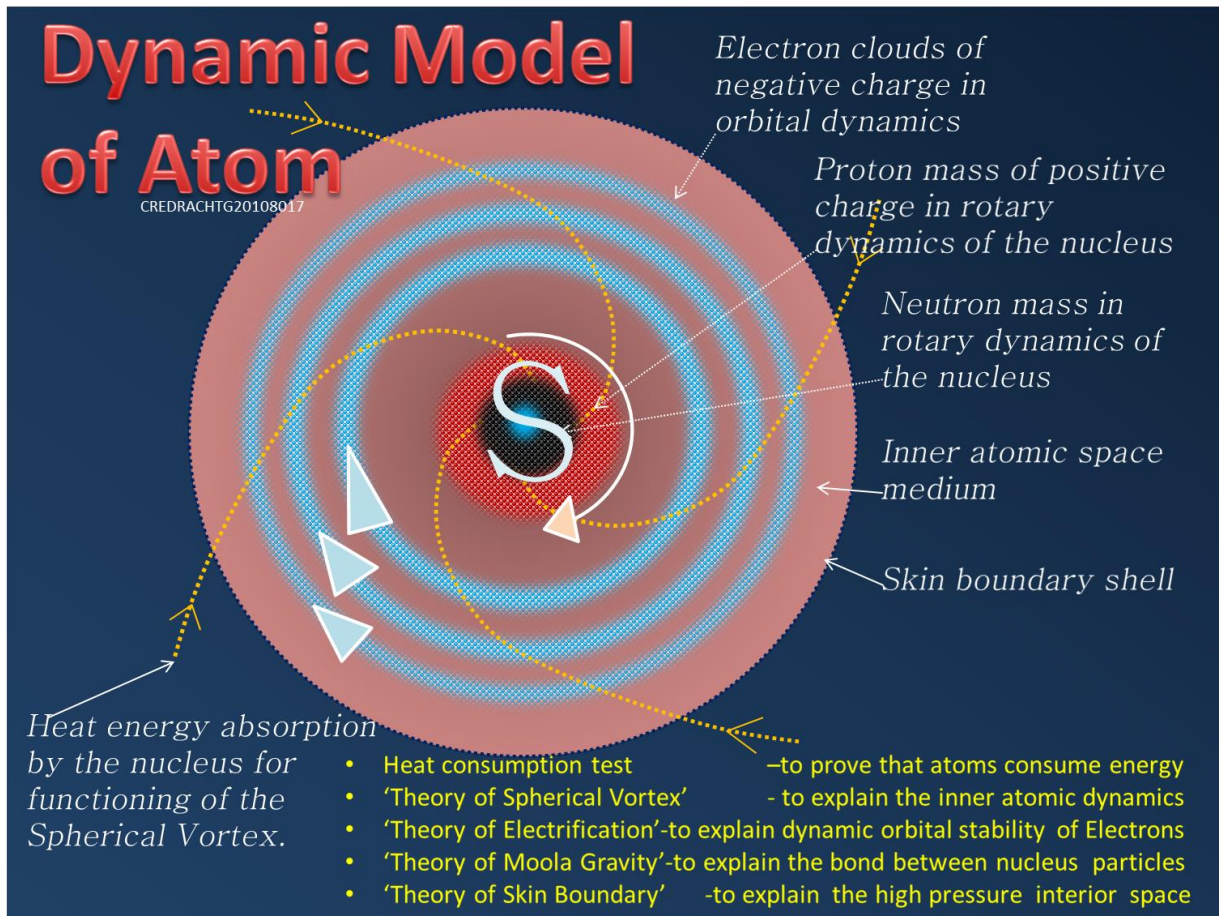 Dynamic Model
of Atom
CREDRACHTG20108017
Electron clouds of
negative charge in
orbital dynamics
Proton mass of positive
charge in rotary
dynamics of the nucleus
Neutron mass in
rotary dynamics of
the nucleus
S
Inner atomic space
medium
Skin boundary shell
Heat energy absorption
by the nucleus for
functioning of the
Spherical Vortex.
• Heat consumption test –to prove that atoms consume energy
• ‘Theory of Spherical Vortex’ - to explain the inner atomic dynamics
• ‘Theory of Electrification’-to explain dynamic orbital stability of Electrons
• ‘Theory of Moola Gravity’-to explain the bond between nucleus particles
• ‘Theory of Skin Boundary’ -to explain the high pressure interior space